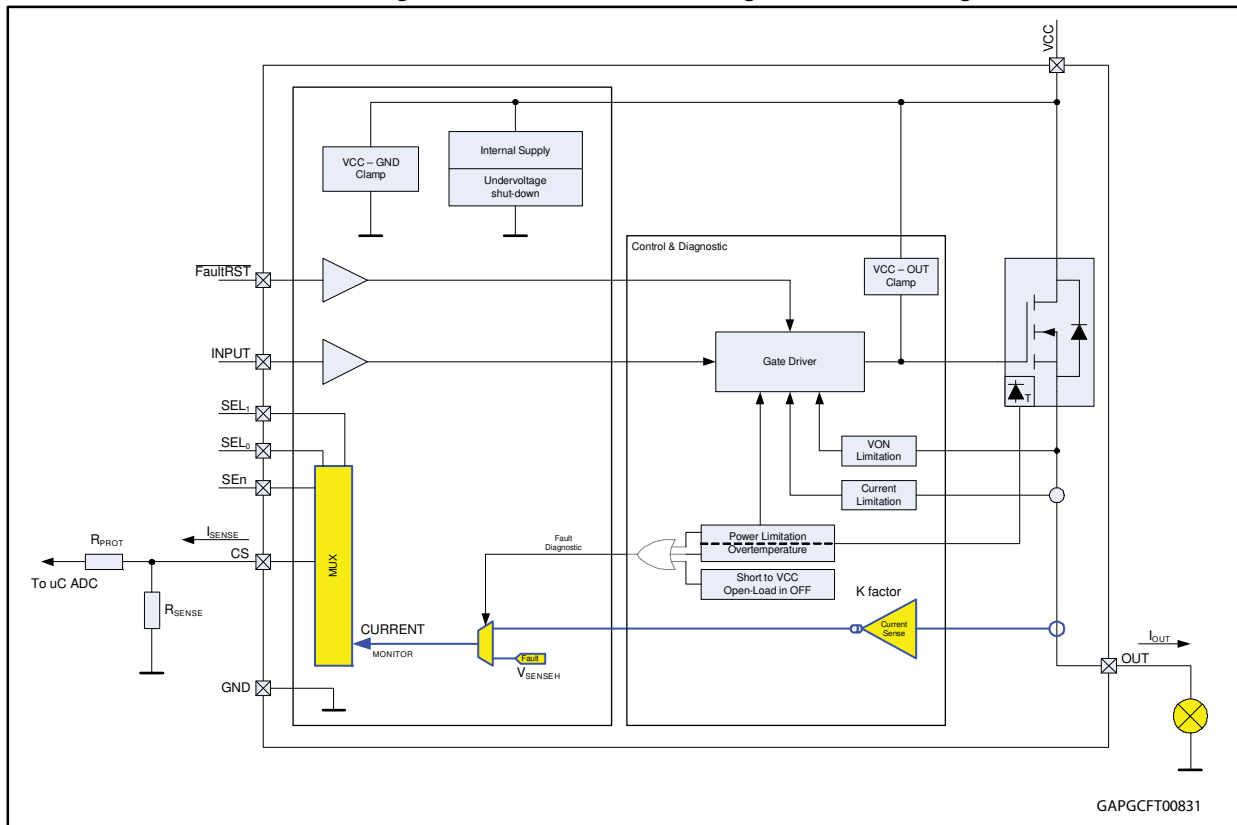 VCC
VCC – GND
Clamp
Internal Supply
Undervoltage
shut-down
Control & Diagnostic
VCC – OUT
Clamp
FaultRST
INPUT
Gate Driver
T
SEL1
SEL0
SEn
VON
Limitation
Current
Limitation
ISENSE
RPROT
CS
To uC ADC
RSENSE
MUX
Fault
Diagnostic
Power Limitation
Overtemperature
Short to VCC
Open-Load in OFF
K factor
Current
Sense
CURRENT
MONITOR
Fault
VSENSEH
IOUT
OUT
GND
GAPGCFT00831